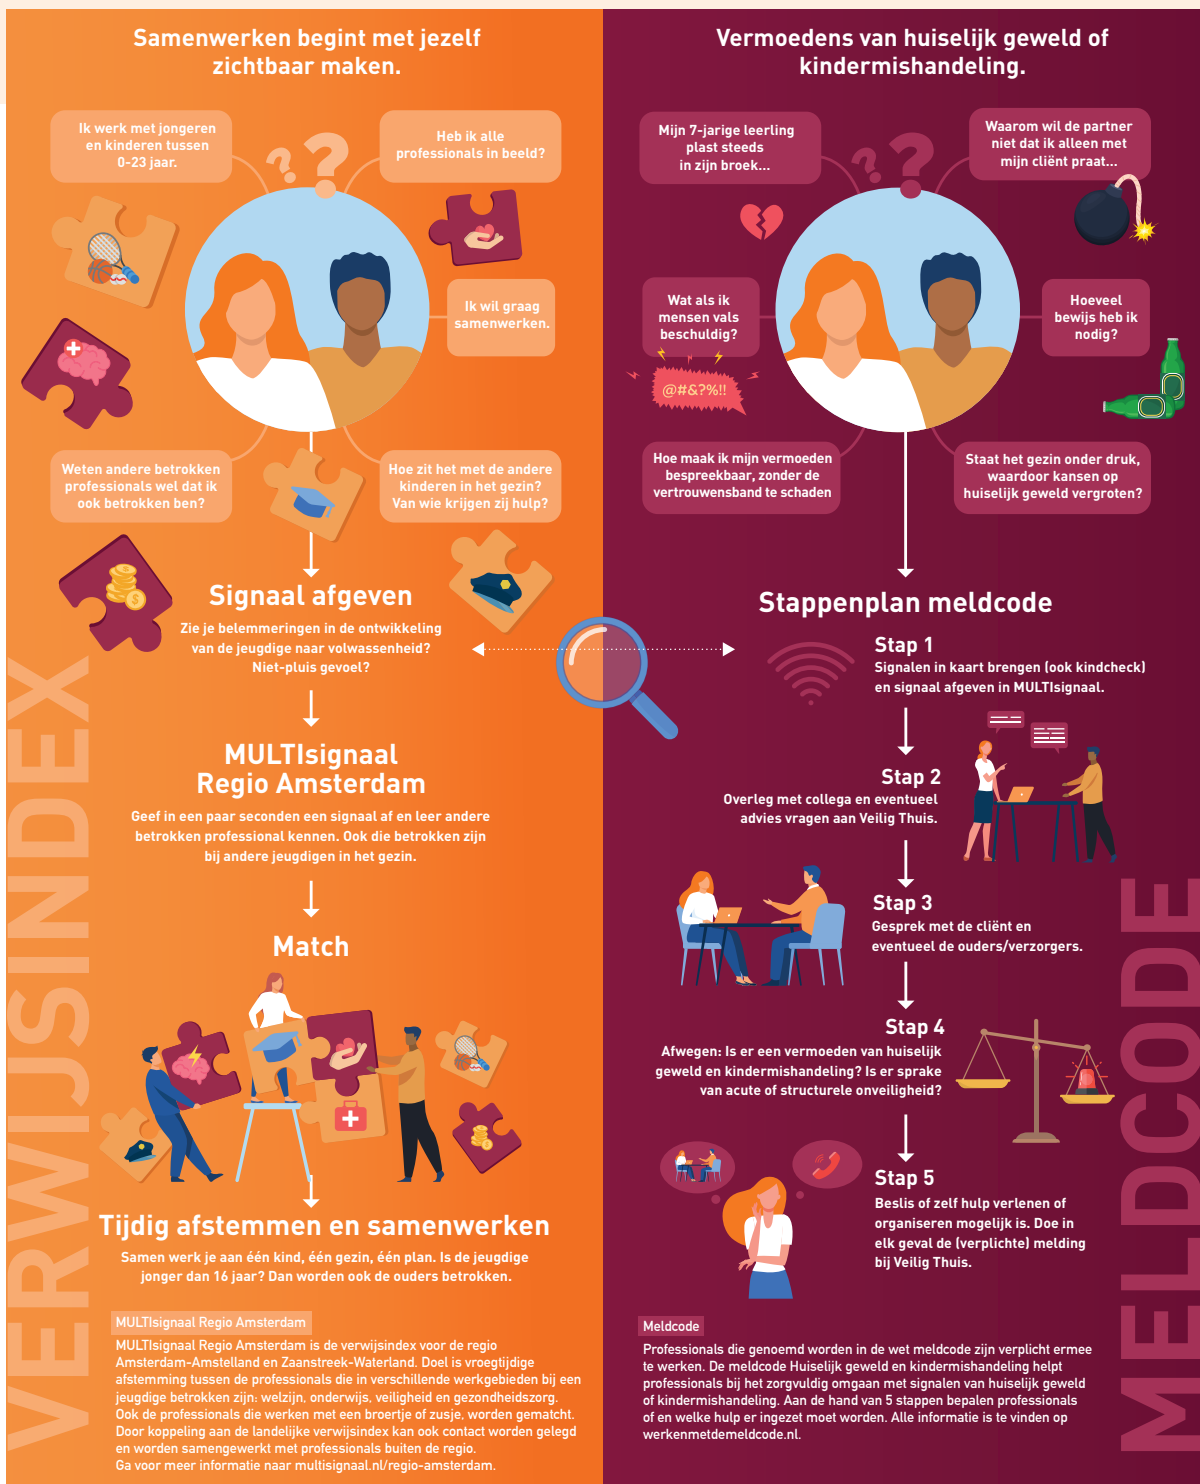 Samenwerken begint met jezelf
zichtbaar maken.
Ik werk met jongeren
en kinderen tussen
0-23 jaar.
Heb ik alle
professionals in beeld?
Ik wil graag
samenwerken.
Weten andere betrokken
professionals wel dat ik
ook betrokken ben?
Hoe zit het met de andere
kinderen in het gezin?
Van wie krijgen zij hulp?
Signaal afgeven
Zie je belemmeringen in de ontwikkeling
van de jeugdige naar volwassenheid?
Niet-pluis gevoel?
MULTIsignaal
Regio Amsterdam
Geef in een paar seconden een signaal af en leer andere
betrokken professional kennen. Ook die betrokken zijn
bij andere jeugdigen in het gezin.
Match
Tijdig afstemmen en samenwerken
Samen werk je aan één kind, één gezin, één plan. Is de jeugdige
jonger dan 16 jaar? Dan worden ook de ouders betrokken.
MULTIsignaal Regio Amsterdam
MULTIsignaal Regio Amsterdam is de verwijsindex voor de regio
Amsterdam-Amstelland en Zaanstreek-Waterland. Doel is vroegtijdige
afstemming tussen de professionals die in verschillende werkgebieden bij een
jeugdige betrokken zijn: welzijn, onderwijs, veiligheid en gezondheidszorg.
Ook de professionals die werken met een broertje of zusje, worden gematcht.
Door koppeling aan de landelijke verwijsindex kan ook contact worden gelegd
en worden samengewerkt met professionals buiten de regio.
Ga voor meer informatie naar multisignaal.nl/regio-amsterdam.
VERWIJSINDEX
Vermoedens van huiselijk geweld of
kindermishandeling.
Mijn 7-jarige leerling
plast steeds
in zijn broek...
Waarom wil de partner
niet dat ik alleen met
mijn cliënt praat...
Wat als ik
mensen vals
beschuldig?
@#&?%!!
Hoeveel
bewijs heb ik
nodig?
Hoe maak ik mijn vermoeden
bespreekbaar, zonder de
vertrouwensband te schaden
Staat het gezin onder druk,
waardoor kansen op
huiselijk geweld vergroten?
Stappenplan meldcode
Stap 1
Signalen in kaart brengen (ook kindcheck)
en signaal afgeven in MULTIsignaal.
Stap 2
Overleg met collega en eventueel
advies vragen aan Veilig Thuis.
Stap 3
Gesprek met de cliënt en
eventueel de ouders/verzorgers.
Stap 4
Afwegen: Is er een vermoeden van huiselijk
geweld en kindermishandeling? Is er sprake
van acute of structurele onveiligheid?
Stap 5
Beslis of zelf hulp verlenen of
organiseren mogelijk is. Doe in
elk geval de (verplichte) melding
bij Veilig Thuis.
Meldcode
Professionals die genoemd worden in de wet meldcode zijn verplicht ermee
te werken. De meldcode Huiselijk geweld en kindermishandeling helpt
professionals bij het zorgvuldig omgaan met signalen van huiselijk geweld
of kindermishandeling. Aan de hand van 5 stappen bepalen professionals
of en welke hulp er ingezet moet worden. Alle informatie is te vinden op
werkenmetdemeldcode.nl.
MELDCODE